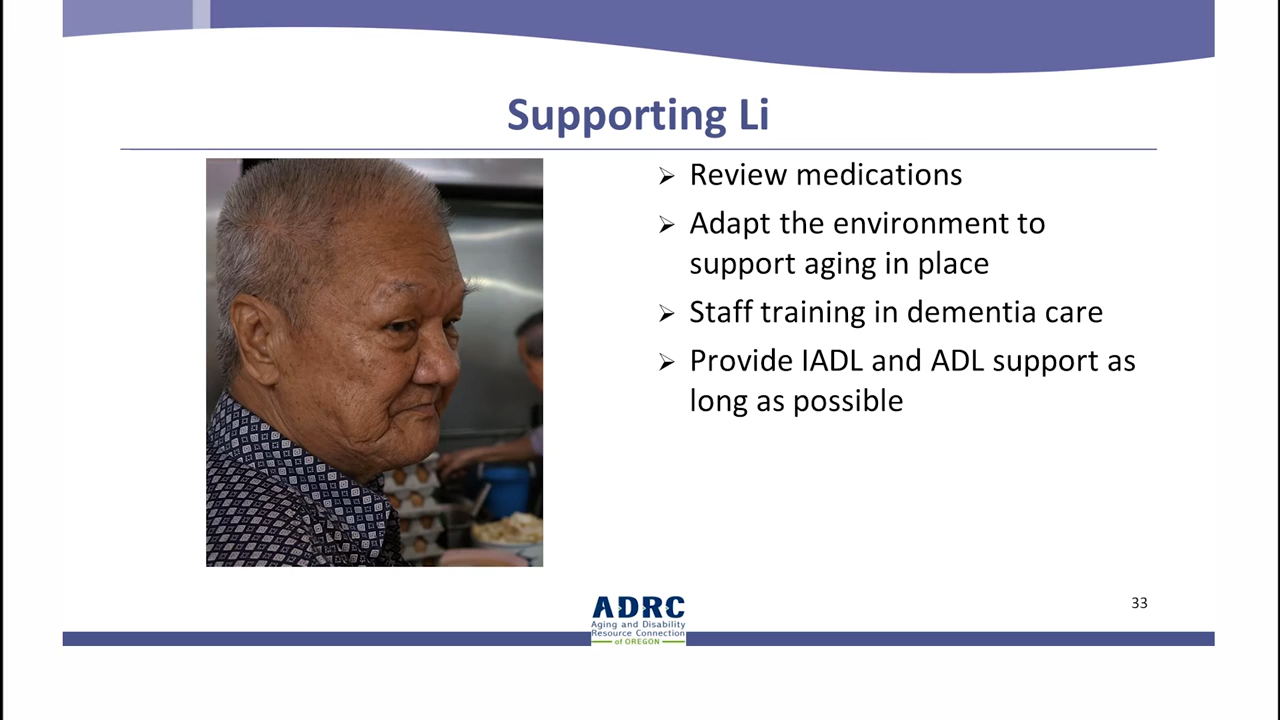 Supporting Li
➢ Review medications
➢ Adapt the environment to
support aging in place
➢ Staff training in dementia care
➢ Provide IADL and ADL support as
long as possible
33
ADRC
Aging and Disability
Resource Connection
of OREGON